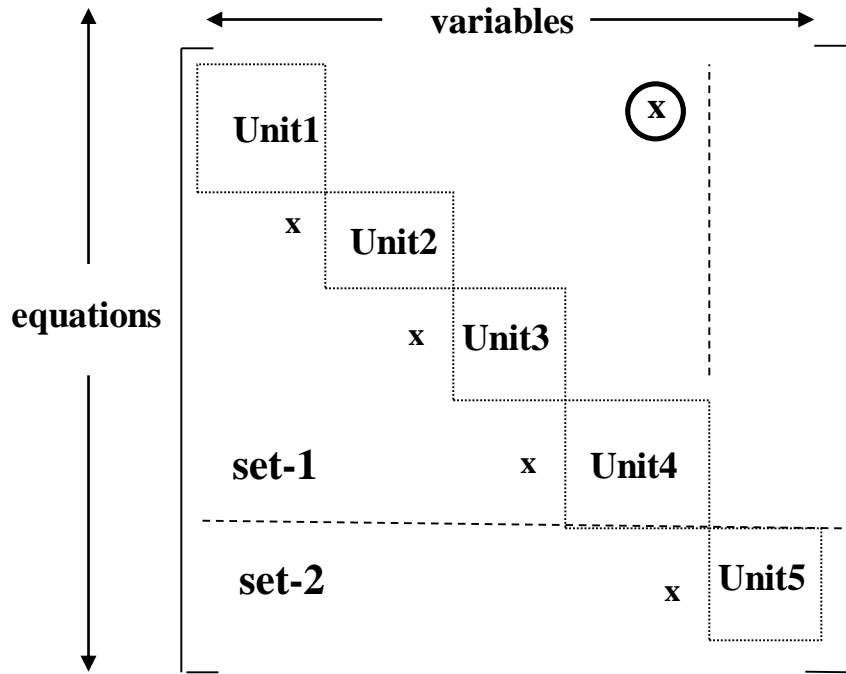 variables
x
Unit1
x
Unit2
equations
x
Unit3
set-1
x
Unit4
set-2
x
Unit5